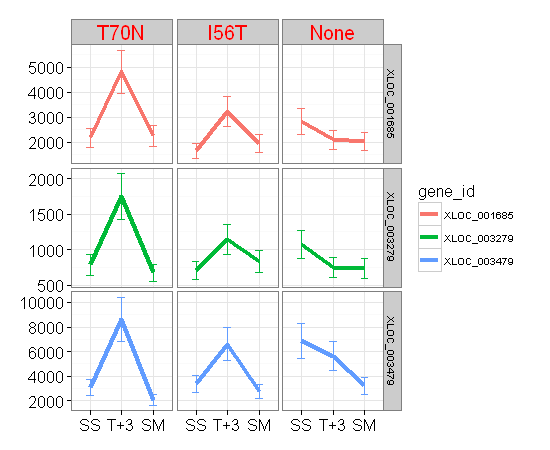 T70N I56T None
5000
4000
3000
2000
XLOC_001685
2000
1500
1000
500
XLOC_003279
10000
8000
6000
4000
2000
XLOC_003479
SS T+3 SM SS T+3 SM SS T+3 SM
gene_id
XLOC_001685
XLOC_003279
XLOC_003479